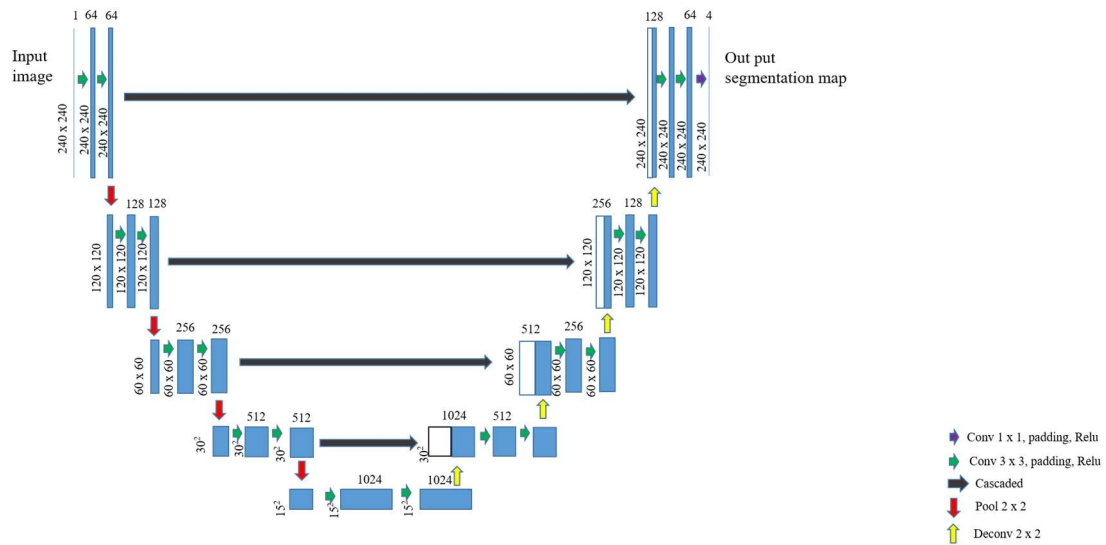 1 64 64
128 64 4
Input
image
Out put
segmentation map
240 x 240
240 x 240
240 x 240
240 x 240
240 x 240
240 x 240
240 x 240
128 128
256 128
120 x 120
120 x 120
120 x 120
120 x 120
120 x 120
120 x 120
256 256
512 256
60 x 60
60 x 60
60 x 60
60 x 60
60 x 60
60 x 60
512 512
1024 512
30²
30²
30²
30²
1024 1024
15²
15²
15²
Conv 1 x 1, padding, Relu
Conv 3 x 3, padding, Relu
Cascaded
Pool 2 x 2
Deconv 2 x 2